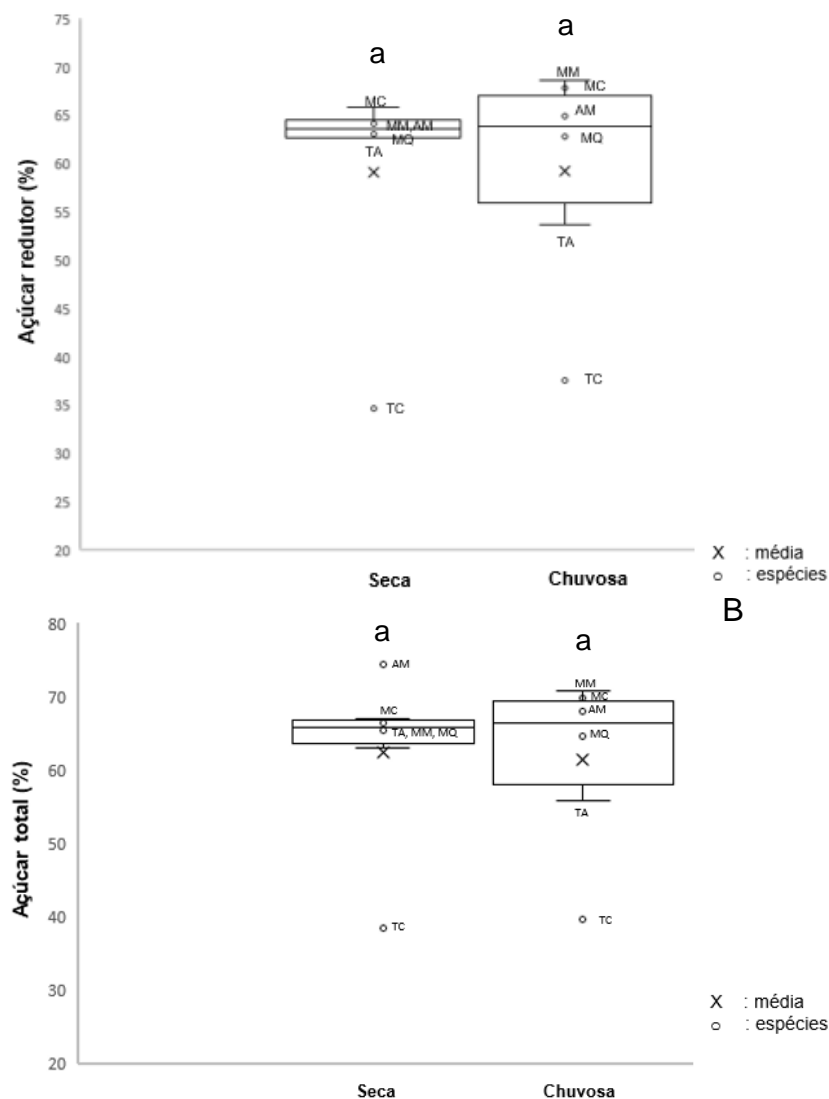 75
70
65
60
55
50
45
40
35
30
25
20
Açúcar redutor (%)
a
a
MC
MM,AM
MQ
TA
TC
MM
MC
AM
MQ
TA
TC
Seca
Chuvosa
X : média
o : espécies
B
80
70
60
50
40
30
20
Açúcar total (%)
a
a
AM
MC
TA, MM, MQ
TC
MM
MC
AM
MQ
TA
TC
X : média
o : espécies
Seca
Chuvosa